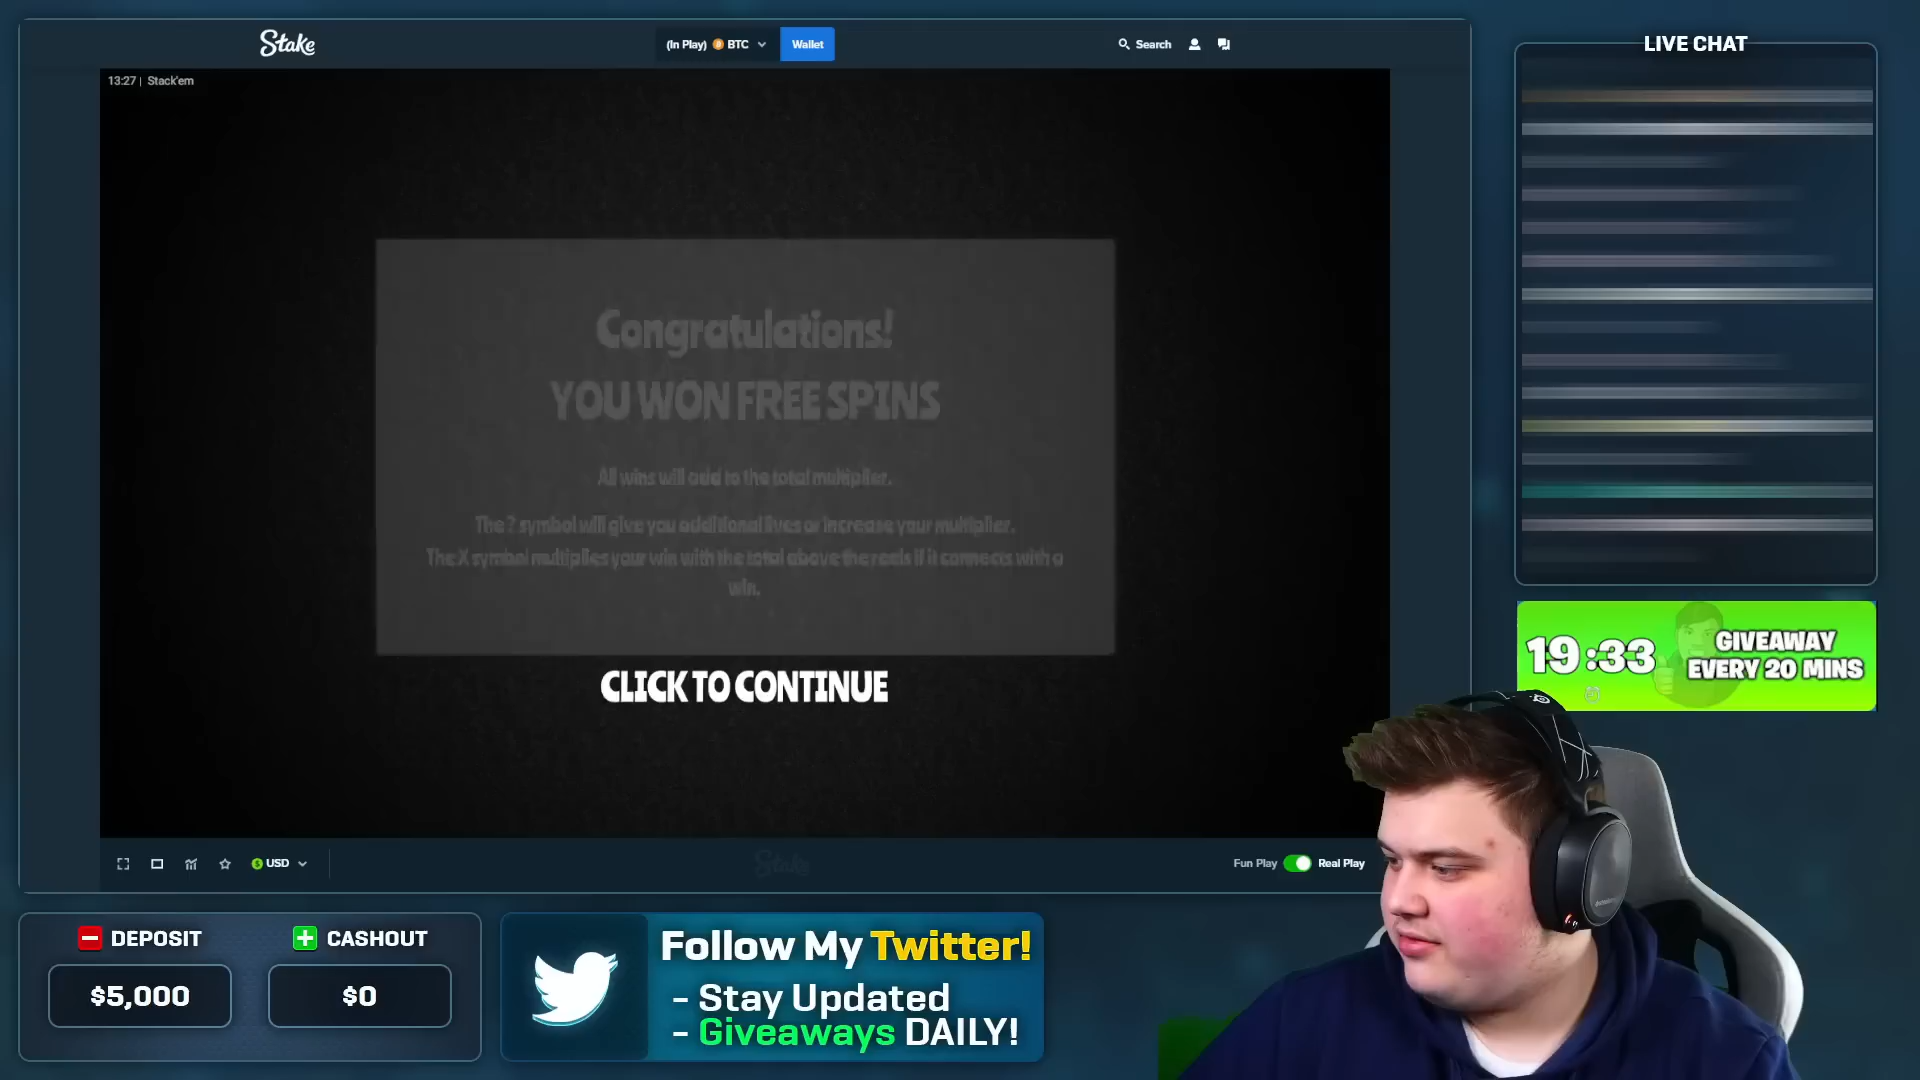 Stake
(In Play) BTC
Wallet
Search
LIVE CHAT
13:27 | Stack'em
Congratulations!
YOU WON FREE SPINS
All wins will add to the total multiplier.
The ? symbol will give you additional lives or increase your multiplier.
The X symbol multiplies your win with the total above the reels if it connects with a
win.
CLICK TO CONTINUE
19:33
GIVEAWAY
EVERY 20 MINS
USD
Stake
Fun Play
Real Play
DEPOSIT
CASHOUT
$5,000
$0
Follow My Twitter!
- Stay Updated
- Giveaways DAILY!